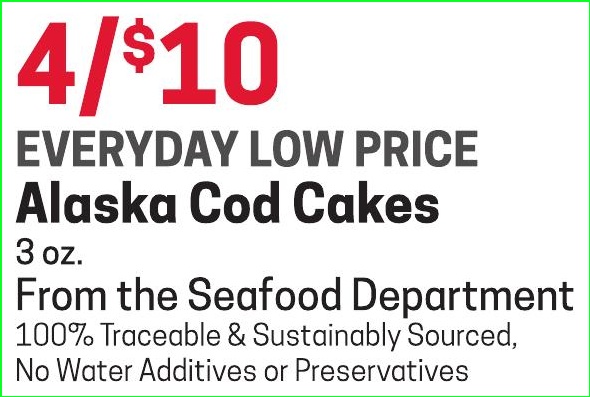 4/$10
EVERYDAY LOW PRICE
Alaska Cod Cakes
3 oz.
From the Seafood Department
100% Traceable & Sustainably Sourced,
No Water Additives or Preservatives